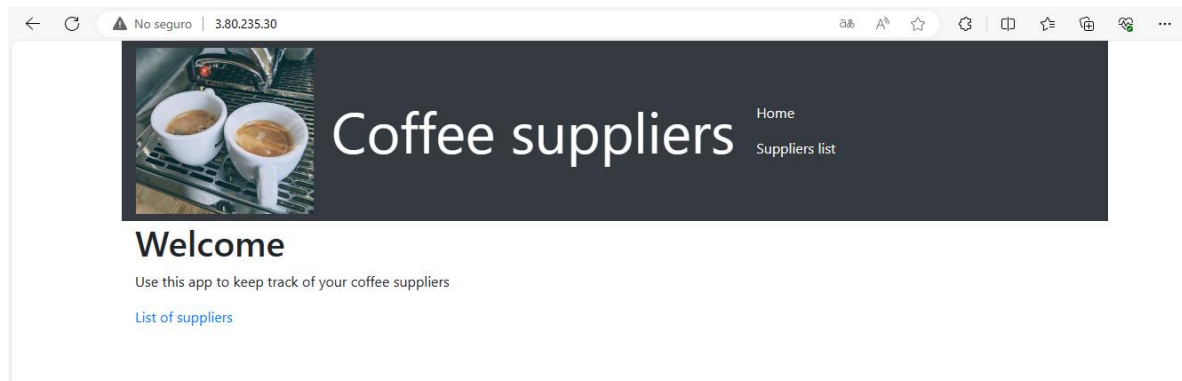 No seguro | 3.80.235.30
Coffee suppliers
Home
Suppliers list
Welcome
Use this app to keep track of your coffee suppliers
List of suppliers